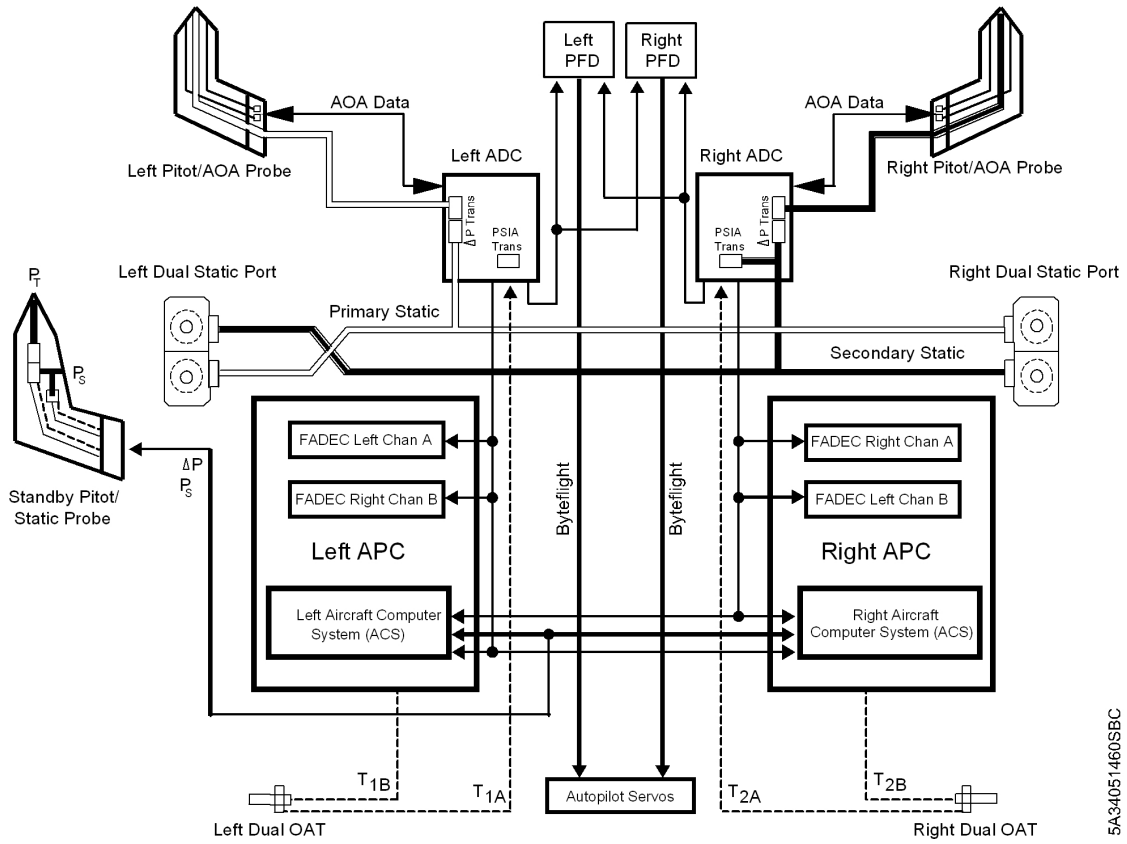 Left
PFD
Right
PFD
AOA Data
AOA Data
Left Pitot/AOA Probe
Left ADC
Right ADC
Right Pitot/AOA Probe
Δ P Trans
PSIA
Trans
PSIA
Trans
Δ P Trans
Left Dual Static Port
Right Dual Static Port
PT
Primary Static
Secondary Static
PS
FADEC Left Chan A
FADEC Right Chan A
ΔP
PS
FADEC Right Chan B
FADEC Left Chan B
Standby Pitot/
Static Probe
Byteflight
Byteflight
Left APC
Right APC
Left Aircraft Computer
System (ACS)
Right Aircraft
Computer System (ACS)
T1B
T1A
T2A
T2B
Autopilot Servos
Left Dual OAT
Right Dual OAT
5A34051460SBC